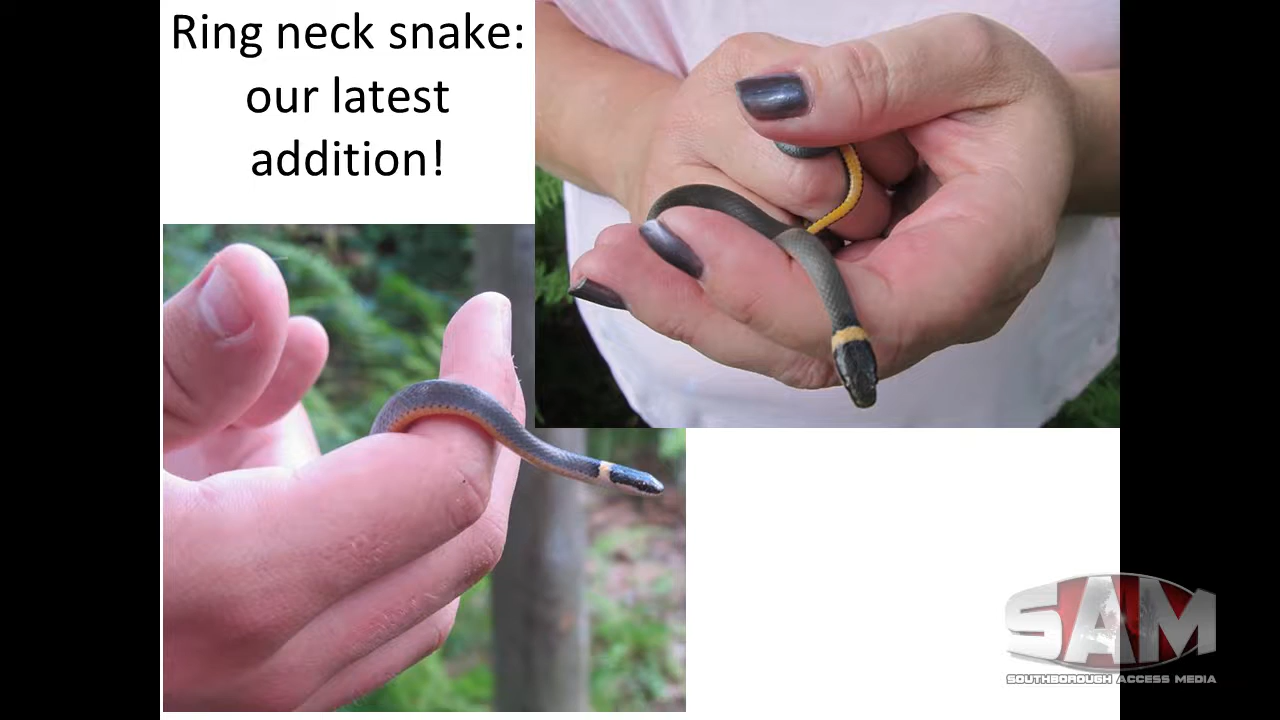 Ring neck snake:
our latest
addition!
SAM
SOUTHBOROUGH ACCESS MEDIA